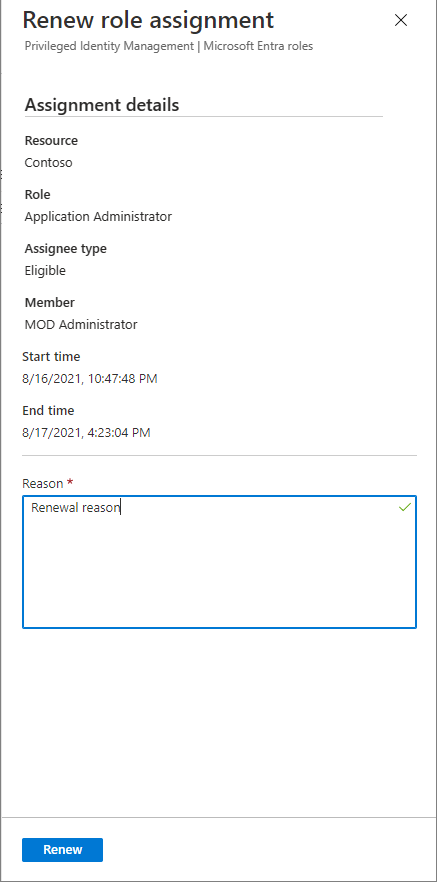 Renew role assignment
Privileged Identity Management | Microsoft Entra roles
Assignment details
Resource
Contoso
Role
Application Administrator
Assignee type
Eligible
Member
MOD Administrator
Start time
8/16/2021, 10:47:48 PM
End time
8/17/2021, 4:23:04 PM
Reason *
Renewal reason
Renew